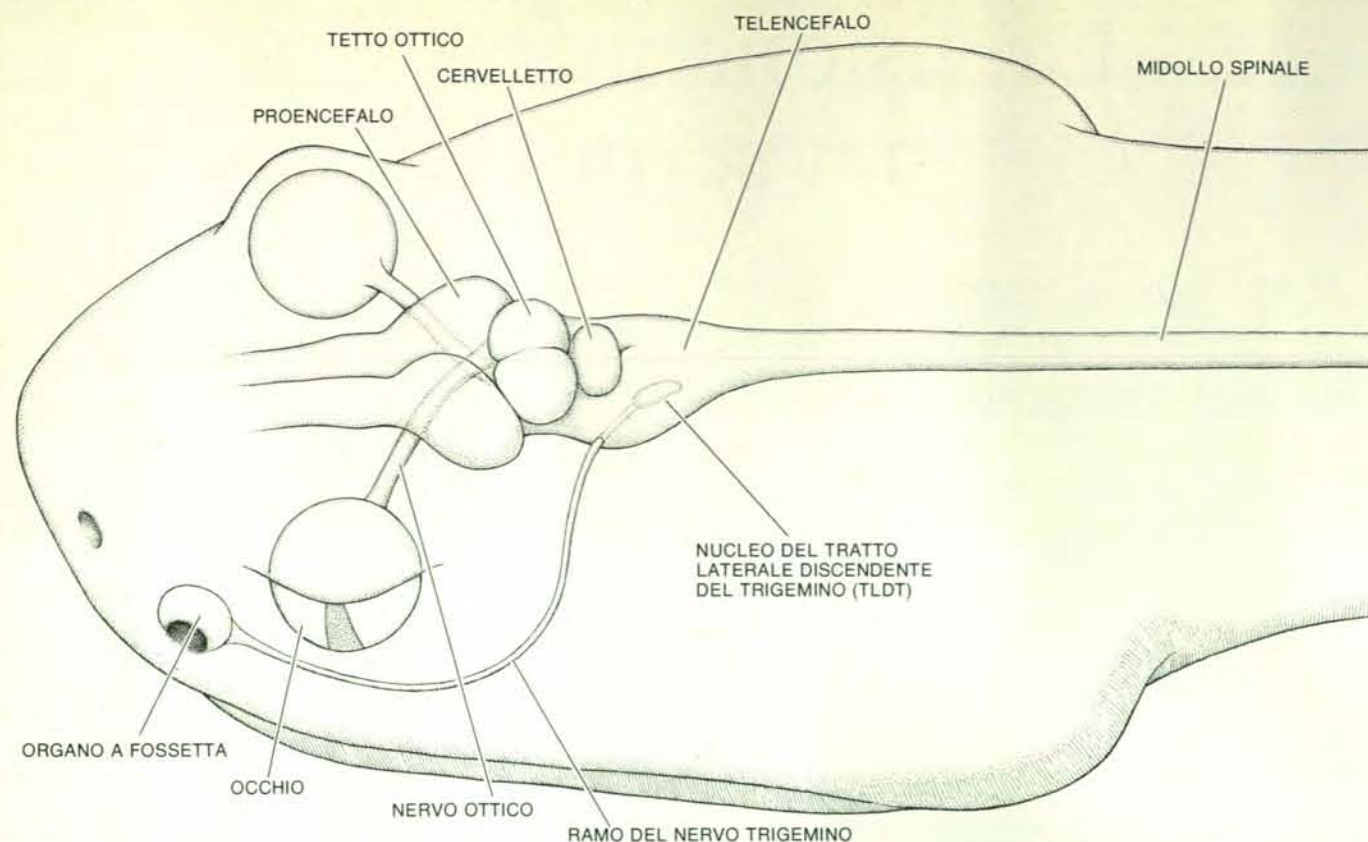 TELENCEFALO
TETTO OTTICO
CERVELLETTO
MIDOLLO SPINALE
PROENCEFALO
NUCLEO DEL TRATTO
LATERALE DISCENDENTE
DEL TRIGEMINO (TLDT)
ORGANO A FOSSETTA
OCCHIO
NERVO OTTICO
RAMO DEL NERVO TRIGEMINO